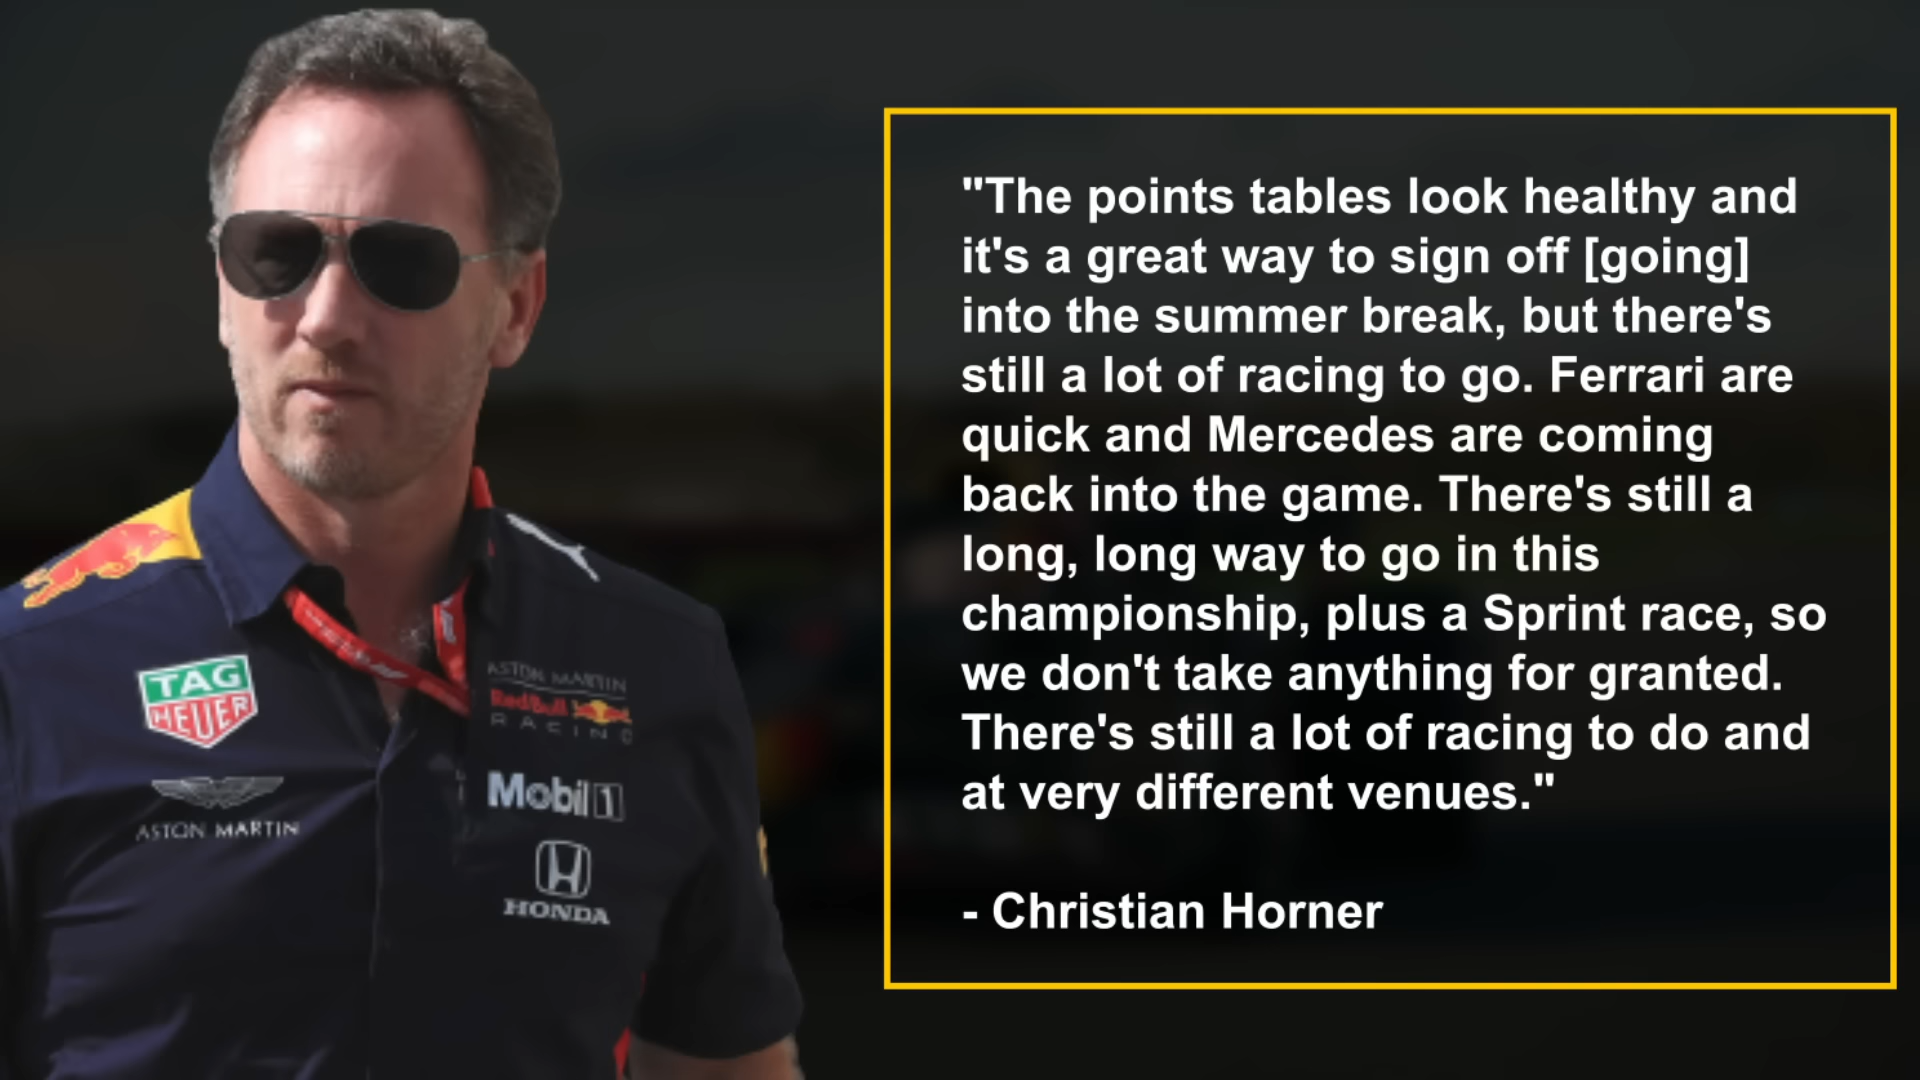 "The points tables look healthy and
it's a great way to sign off [going]
into the summer break, but there's
still a lot of racing to go. Ferrari are
quick and Mercedes are coming
back into the game. There's still a
long, long way to go in this
championship, plus a Sprint race, so
we don't take anything for granted.
There's still a lot of racing to do and
at very different venues."
- Christian Horner
TAG
HEUER
ASTON MARTIN
ASTON MARTIN
Red Bull
RACING
Mobil 1
HONDA